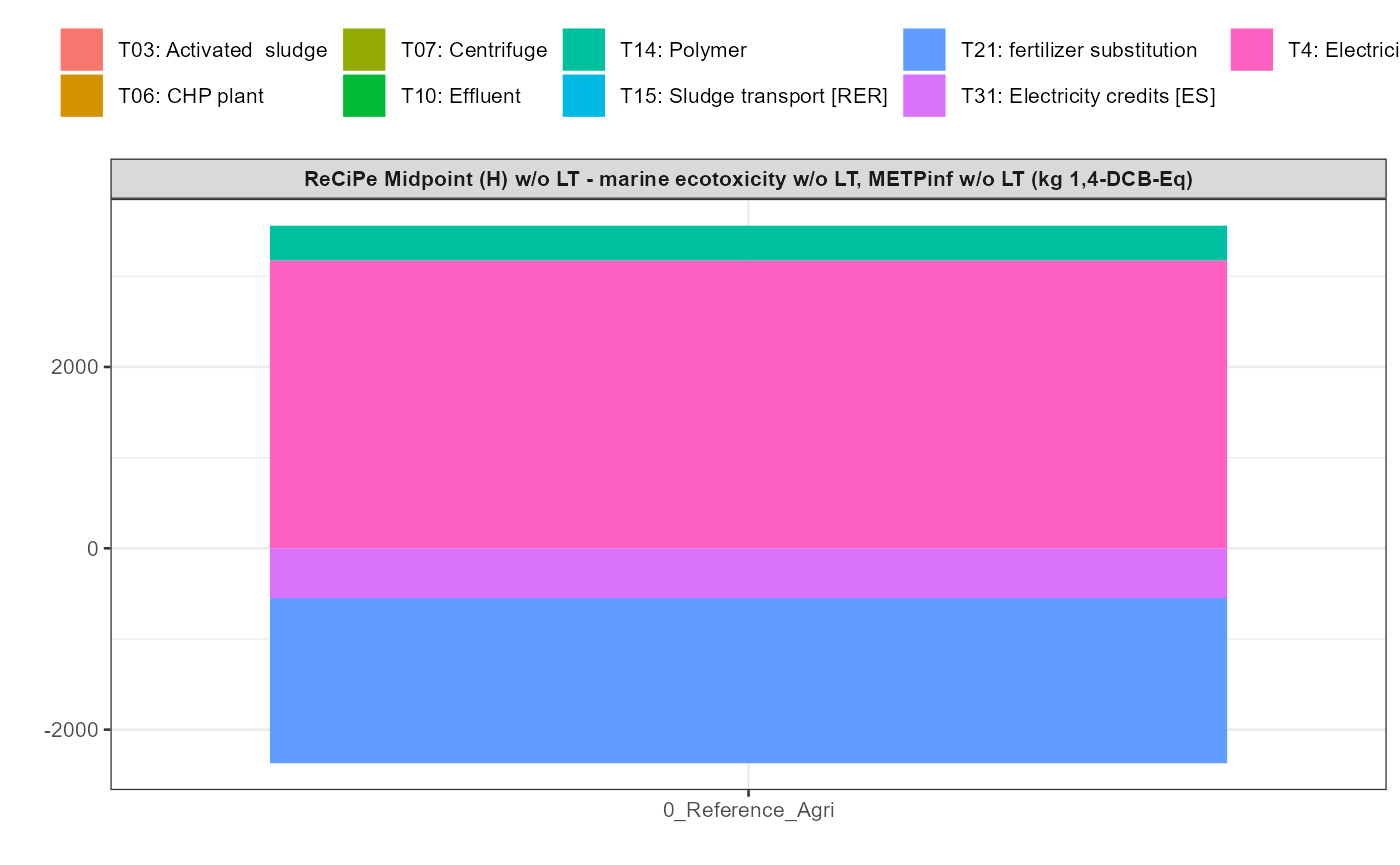 T03: Activated  sludge T07: Centrifuge T14: Polymer T21: fertilizer substitution T4: Electrici
T06: CHP plant T10: Effluent T15: Sludge transport [RER] T31: Electricity credits [ES]
ReCiPe Midpoint (H) w/o LT - marine ecotoxicity w/o LT, METPinf w/o LT (kg 1,4-DCB-Eq)
2000
0
-2000
0_Reference_Agri